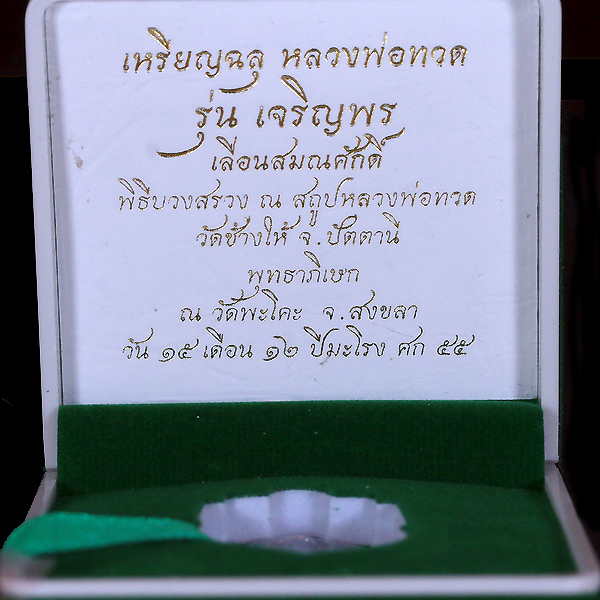 เหรียญฉลุ หลวงพ่อทวด
รุ่น เจริญพร
เลื่อนสมณศักดิ์
พิธีบวงสรวง ณ สถูปหลวงพ่อทวด
วัดช้างให้ จ.ปัตตานี
พุทธาภิเษก
ณ วัดพะโคะ จ.สงขลา
วัน ๑๕ เดือน ๑๒ ปีมะโรง ศก ๕๕